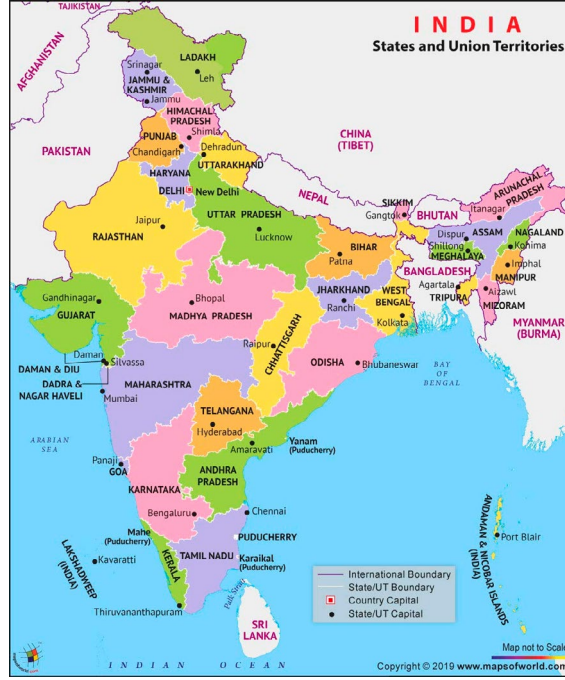 TAJIKISTAN
INDIA
States and Union Territories
AFGHANISTAN
LADAKH
Srinagar
Leh
JAMMU &
KASHMIR
Jammu
HIMACHAL
PRADESH
Shimla
PUNJAB
Chandigarh
Dehradun
UTTARAKHAND
CHINA
(TIBET)
PAKISTAN
HARYANA
DELHI
New Delhi
NEPAL
ARUNACHAL
PRADESH
SIKKIM
Gangtok
BHUTAN
Itanagar
UTTAR PRADESH
Jaipur
RAJASTHAN
Lucknow
Dispur
ASSAM
NAGALAND
Shillong
MEGHALAYA
Kohima
BIHAR
Patna
Imphal
MANIPUR
BANGLADESH
Agartala
Aizawl
TRIPURA
MIZORAM
JHARKHAND
Ranchi
WEST
BENGAL
Kolkata
Gandhinagar
GUJARAT
Bhopal
MADHYA PRADESH
MYANMAR
(BURMA)
CHHATTISGARH
Raipur
Daman
Silvassa
DAMAN & DIU
DADRA &
NAGAR HAVELI
ODISHA
Bhubaneswar
BAY
OF
BENGAL
MAHARASHTRA
Mumbai
TELANGANA
Hyderabad
ARABIAN
SEA
Yanam
(Puducherry)
Amaravati
Panaji
GOA
ANDHRA
PRADESH
KARNATAKA
Bengaluru
Chennai
ANDAMAN & NICOBAR ISLANDS
(INDIA)
Port Blair
Mahe
(Puducherry)
PUDUCHERRY
LAKSHADWEEP
(INDIA)
Kavaratti
KERALA
TAMIL NADU
Karaikal
(Puducherry)
Thiruvananthapuram
Palk Strait
SRI
LANKA
International Boundary
State/UT Boundary
Country Capital
State/UT Capital
INDIAN OCEAN
Map not to Scale
Copyright © 2019 www.mapsofworld.com
mapsofworld.com